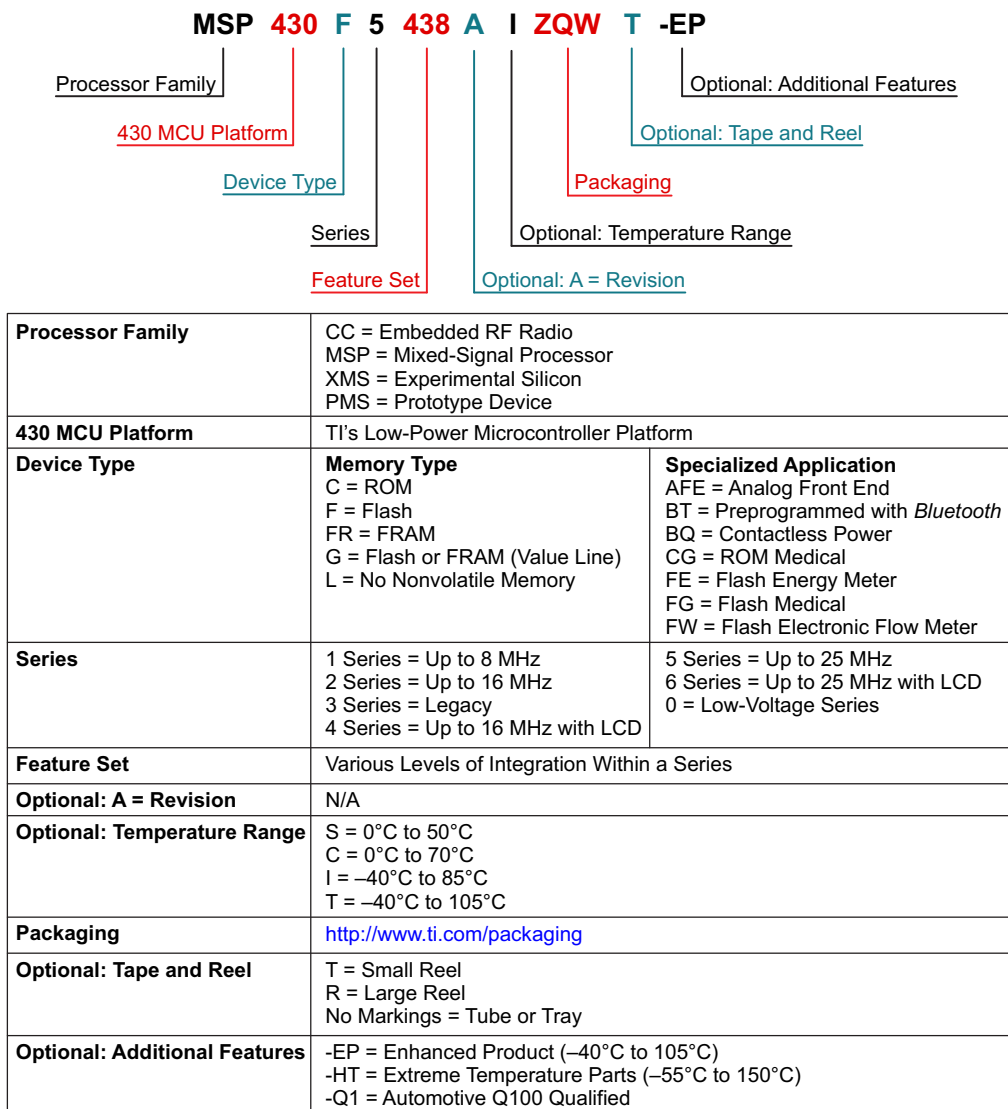 MSP 430 F 5 438 A I ZQW T -EP
Processor Family
Optional: Additional Features
430 MCU Platform
Optional: Tape and Reel
Device Type
Packaging
Series
Optional: Temperature Range
Feature Set
Optional: A = Revision
Processor Family
CC = Embedded RF Radio
MSP = Mixed-Signal Processor
XMS = Experimental Silicon
PMS = Prototype Device
430 MCU Platform
TI's Low-Power Microcontroller Platform
Device Type
Memory Type
C = ROM
F = Flash
FR = FRAM
G = Flash or FRAM (Value Line)
L = No Nonvolatile Memory
Specialized Application
AFE = Analog Front End
BT = Preprogrammed with Bluetooth
BQ = Contactless Power
CG = ROM Medical
FE = Flash Energy Meter
FG = Flash Medical
FW = Flash Electronic Flow Meter
Series
1 Series = Up to 8 MHz
2 Series = Up to 16 MHz
3 Series = Legacy
4 Series = Up to 16 MHz with LCD
5 Series = Up to 25 MHz
6 Series = Up to 25 MHz with LCD
0 = Low-Voltage Series
Feature Set
Various Levels of Integration Within a Series
Optional: A = Revision
N/A
Optional: Temperature Range
S = 0°C to 50°C
C = 0°C to 70°C
I = –40°C to 85°C
T = –40°C to 105°C
Packaging
http://www.ti.com/packaging
Optional: Tape and Reel
T = Small Reel
R = Large Reel
No Markings = Tube or Tray
Optional: Additional Features
-EP = Enhanced Product (–40°C to 105°C)
-HT = Extreme Temperature Parts (–55°C to 150°C)
-Q1 = Automotive Q100 Qualified